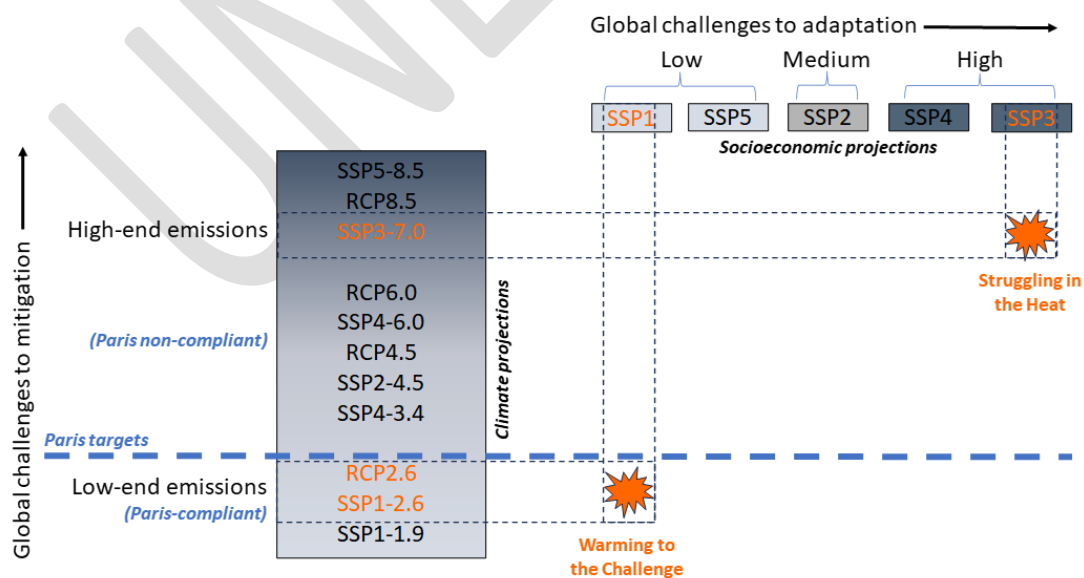 Global challenges to adaptation
Low
Medium
High
SSP1
SSP5
SSP2
SSP4
SSP3
Socioeconomic projections
Global challenges to mitigation
SSP5-8.5
RCP8.5
High-end emissions
SSP3-7.0
Struggling in
the Heat
RCP6.0
SSP4-6.0
(Paris non-compliant)
RCP4.5
SSP2-4.5
SSP4-3.4
Climate projections
Paris targets
RCP2.6
Low-end emissions
SSP1-2.6
(Paris-compliant)
SSP1-1.9
Warming to
the Challenge